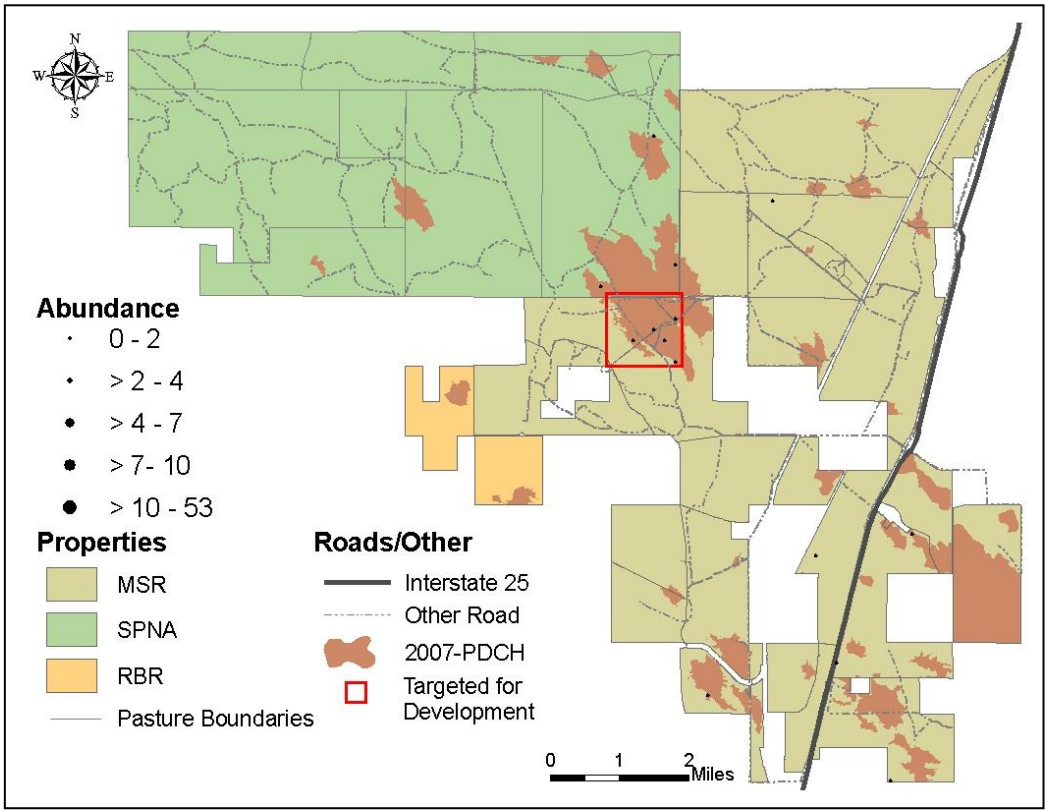 N
W E
S
Abundance
0 - 2
> 2 - 4
> 4 - 7
> 7- 10
> 10 - 53
Properties
MSR
SPNA
RBR
Pasture Boundaries
Roads/Other
Interstate 25
Other Road
2007-PDCH
Targeted for
Development
0 1 2
Miles